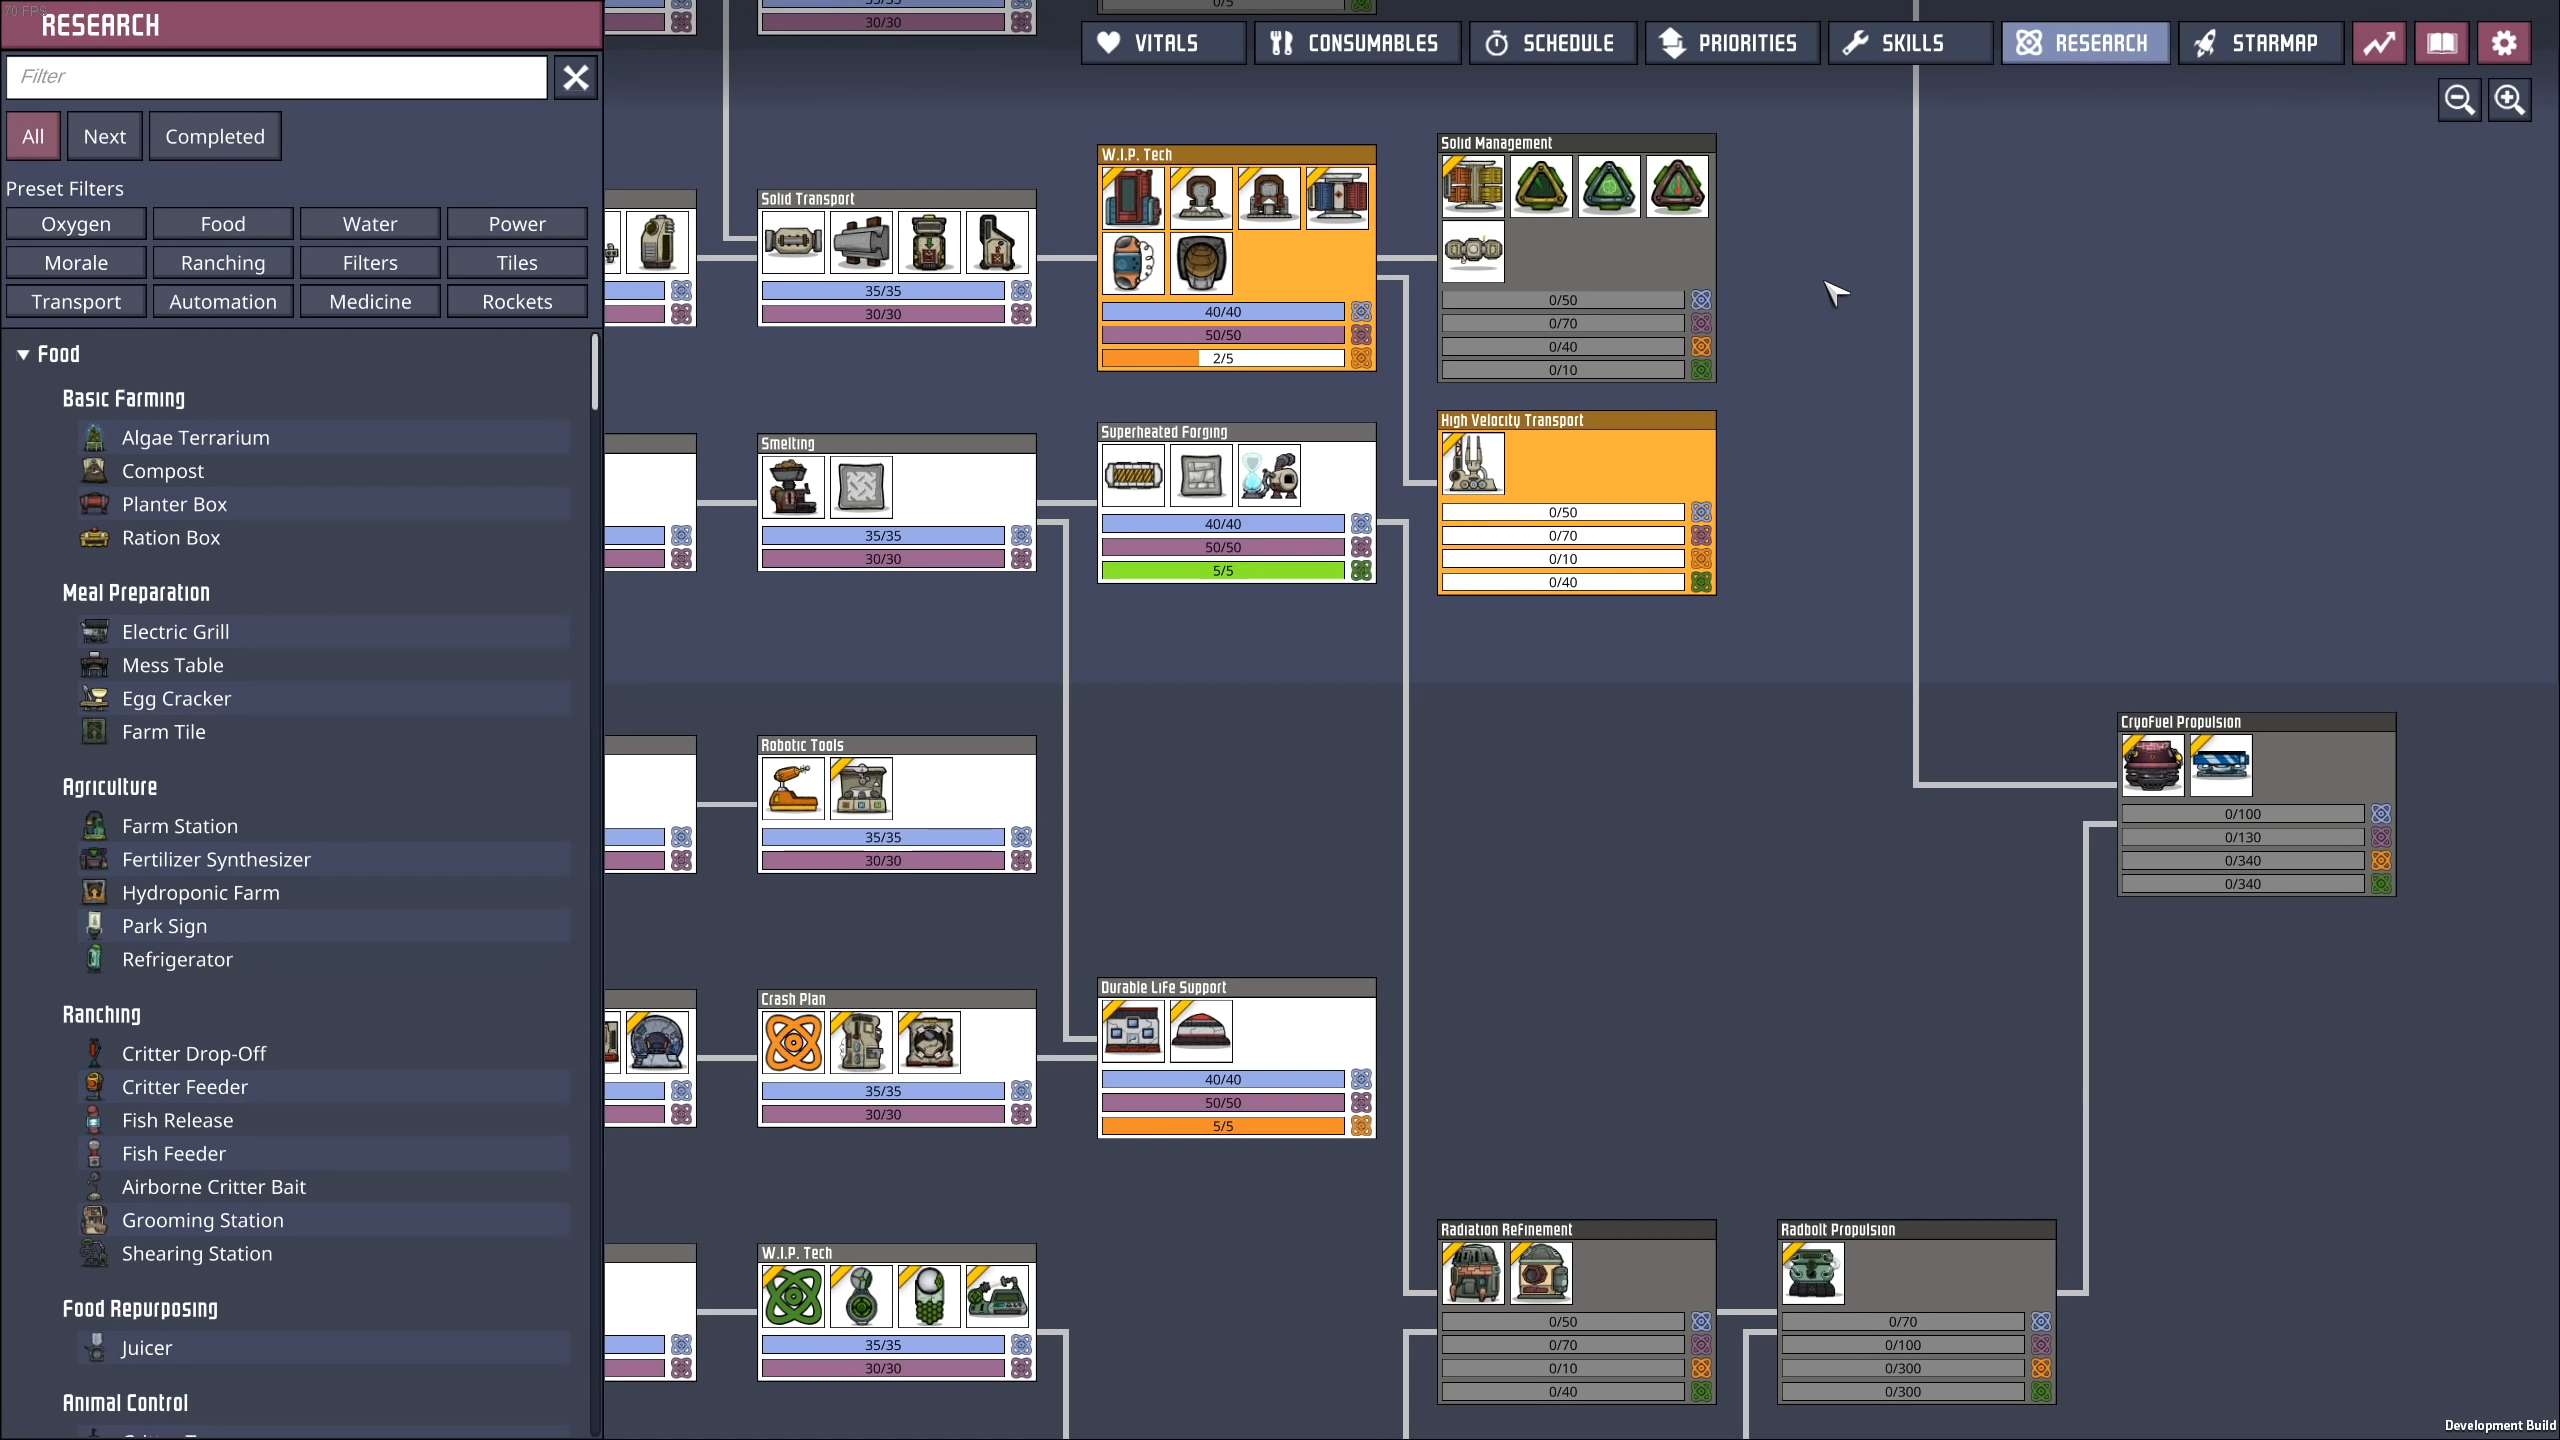 70 FPS
RESEARCH
Filter
All Next Completed
Preset Filters
Oxygen Food Water Power
Morale Ranching Filters Tiles
Transport Automation Medicine Rockets
Food
Basic Farming
Algae Terrarium
Compost
Planter Box
Ration Box
Meal Preparation
Electric Grill
Mess Table
Egg Cracker
Farm Tile
Agriculture
Farm Station
Fertilizer Synthesizer
Hydroponic Farm
Park Sign
Refrigerator
Ranching
Critter Drop-Off
Critter Feeder
Fish Release
Fish Feeder
Airborne Critter Bait
Grooming Station
Shearing Station
Food Repurposing
Juicer
Animal Control
VITALS CONSUMABLES SCHEDULE PRIORITIES SKILLS RESEARCH STARMAP
30/30
0/5
Solid Transport
35/35
30/30
W.I.P. Tech
40/40
50/50
2/5
Solid Management
0/50
0/70
0/40
0/10
Smelting
35/35
30/30
Superheated Forging
40/40
50/50
5/5
High Velocity Transport
0/50
0/70
0/10
0/40
Robotic Tools
35/35
30/30
CryoFuel Propulsion
0/100
0/130
0/340
0/340
Crash Plan
35/35
30/30
Durable Life Support
40/40
50/50
5/5
W.I.P. Tech
35/35
30/30
Radiation Refinement
0/50
0/70
0/10
0/40
Radbolt Propulsion
0/70
0/100
0/300
0/300
Development Build